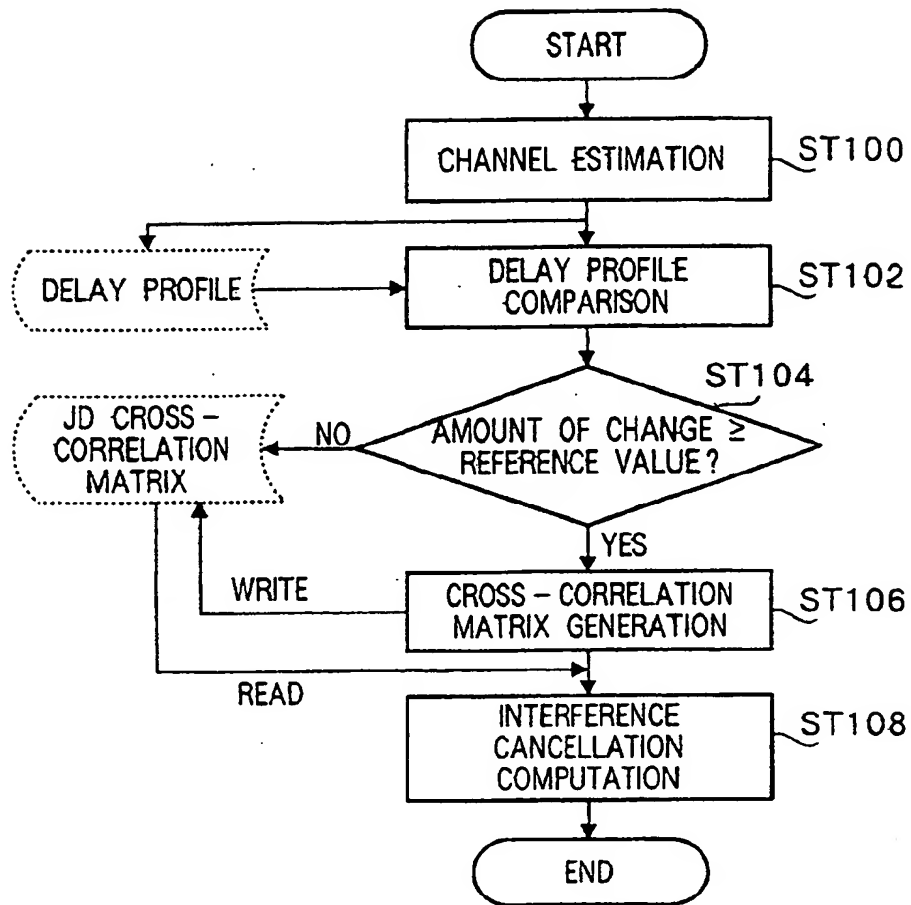 START
CHANNEL ESTIMATION
ST100
DELAY PROFILE
DELAY PROFILE
COMPARISON
ST102
ST104
JD CROSS-
CORRELATION
MATRIX
NO
AMOUNT OF CHANGE ≥
REFERENCE VALUE?
YES
WRITE
CROSS-CORRELATION
MATRIX GENERATION
ST106
READ
INTERFERENCE
CANCELLATION
COMPUTATION
ST108
END